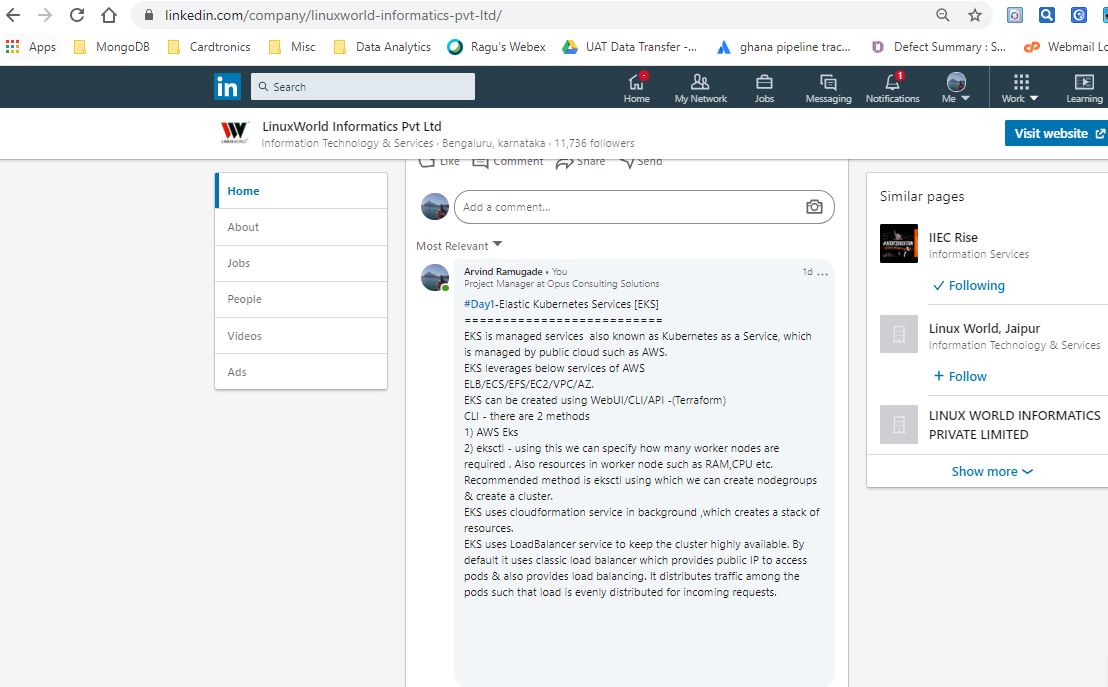 linkedin.com/company/linuxworld-informatics-pvt-ltd/
Apps MongoDB Cardtronics Misc Data Analytics Ragu's Webex UAT Data Transfer -... ghana pipeline trac... Defect Summary : S... Webmail Lo
in Search Home My Network Jobs Messaging 1 Notifications Me Work Learning
LINUXWORLD
LinuxWorld Informatics Pvt Ltd
Information Technology & Services · Bengaluru, karnataka · 11,736 followers
Visit website
Like Comment Share Send
Home
About
Jobs
People
Videos
Ads
Add a comment...
Most Relevant
Arvind Ramugade • You 1d ...
Project Manager at Opus Consulting Solutions
#Day1-Elastic Kubernetes Services [EKS]
==========================
EKS is managed services also known as Kubernetes as a Service, which
is managed by public cloud such as AWS.
EKS leverages below services of AWS
ELB/ECS/EFS/EC2/VPC/AZ.
EKS can be created using WebUI/CLI/API -(Terraform)
CLI - there are 2 methods
1) AWS Eks
2) eksctl - using this we can specify how many worker nodes are
required . Also resources in worker node such as RAM,CPU etc.
Recommended method is eksctl using which we can create nodegroups
& create a cluster.
EKS uses cloudformation service in background ,which creates a stack of
resources.
EKS uses LoadBalancer service to keep the cluster highly available. By
default it uses classic load balancer which provides public IP to access
pods & also provides load balancing. It distributes traffic among the
pods such that load is evenly distributed for incoming requests.
Similar pages
IIEC Rise
Information Services
Following
Linux World, Jaipur
Information Technology & Services
+ Follow
LINUX WORLD INFORMATICS
PRIVATE LIMITED
Show more